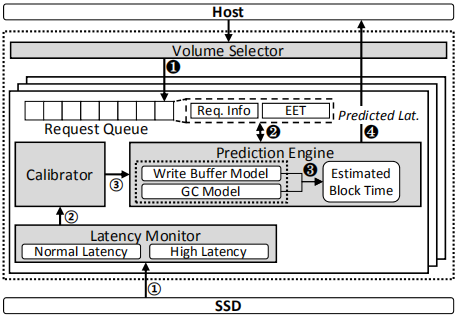 Host
Volume Selector
❶
Req. Info
EET
Predicted Lat.
Request Queue
❷
❹
Prediction Engine
Calibrator
③
Write Buffer Model
GC Model
❸
Estimated
Block Time
②
Latency Monitor
Normal Latency
High Latency
①
SSD